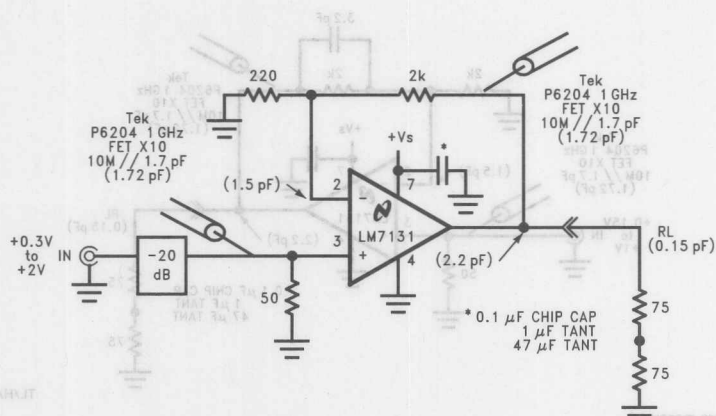 220
2k
Tek
P6204 1 GHz
FET X10
10M // 1.7 pF
(1.72 pF)
Tek
P6204 1 GHz
FET X10
10M // 1.7 pF
(1.72 pF)
+Vs
*
(1.5 pF)
2
7
-
LM7131
3
+
4
+0.3V
to
+2V
IN
-20
dB
50
(2.2 pF)
RL
(0.15 pF)
* 0.1 µF CHIP CAP
1 µF TANT
47 µF TANT
75
75